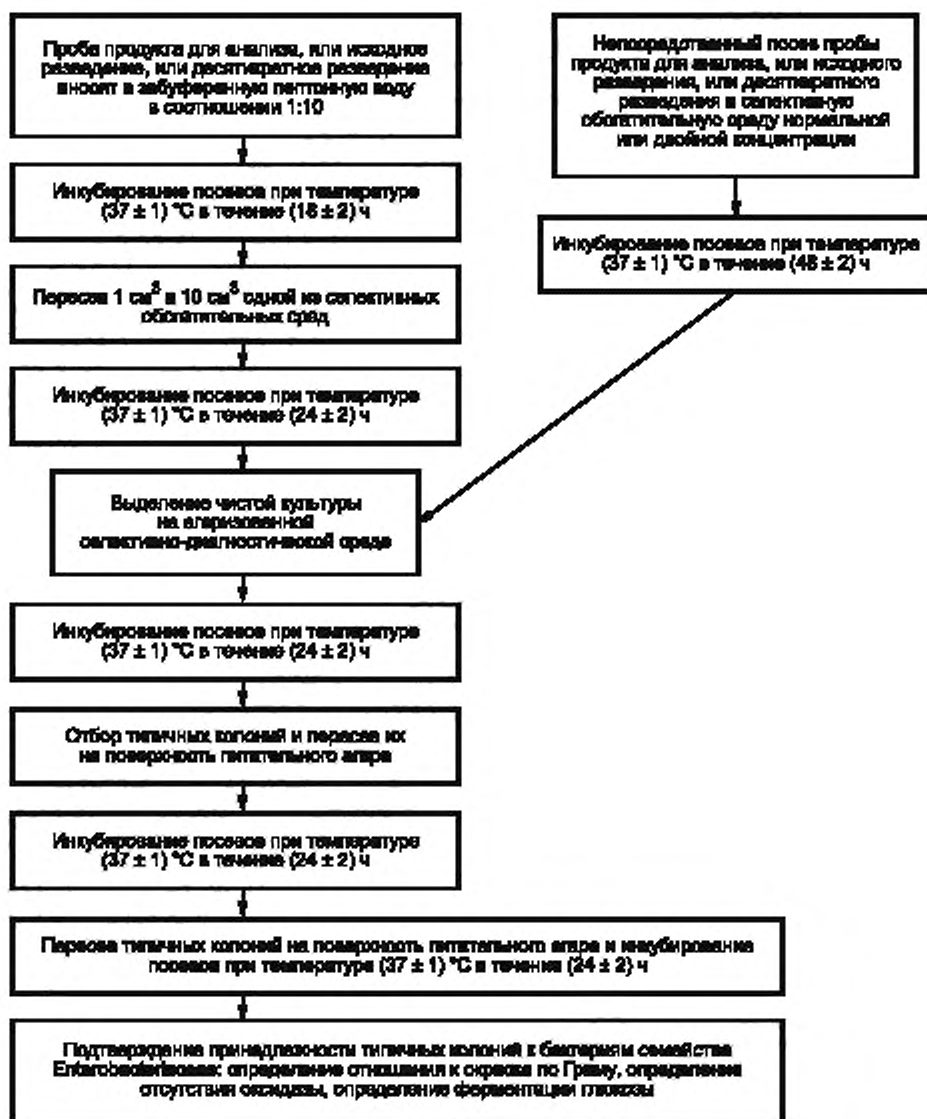 Проба продукта для анализа, или исходное
разведение, или десятикратное разведение
вносят в забуференную пептонную воду
в соотношении 1:10
Инкубирование посевов при температуре
(37 ± 1) °C в течение (18 ± 2) ч
Пересев 1 см³ в 10 см³ одной из селективных
обогатительных сред
Инкубирование посевов при температуре
(37 ± 1) °C в течение (24 ± 2) ч
Непосредственный посев пробы
продукта для анализа, или исходного
разведения, или десятикратного
разведения в селективную
обогатительную среду нормальной
или двойной концентрации
Инкубирование посевов при температуре
(37 ± 1) °C в течение (48 ± 2) ч
Выделение чистой культуры
на агаризованной
селективно-диагностической среде
Инкубирование посевов при температуре
(37 ± 1) °C в течение (24 ± 2) ч
Отбор типичных колоний и пересев их
на поверхность питательного агара
Инкубирование посевов при температуре
(37 ± 1) °C в течение (24 ± 2) ч
Пересев типичных колоний на поверхность питательного агара и инкубирование
посевов при температуре (37 ± 1) °C в течение (24 ± 2) ч
Подтверждение принадлежности типичных колоний к бактериям семейства
Enterobacteriaceae: определение отношения к окраске по Граму, определение
отсутствия оксидазы, определение ферментации глюкозы